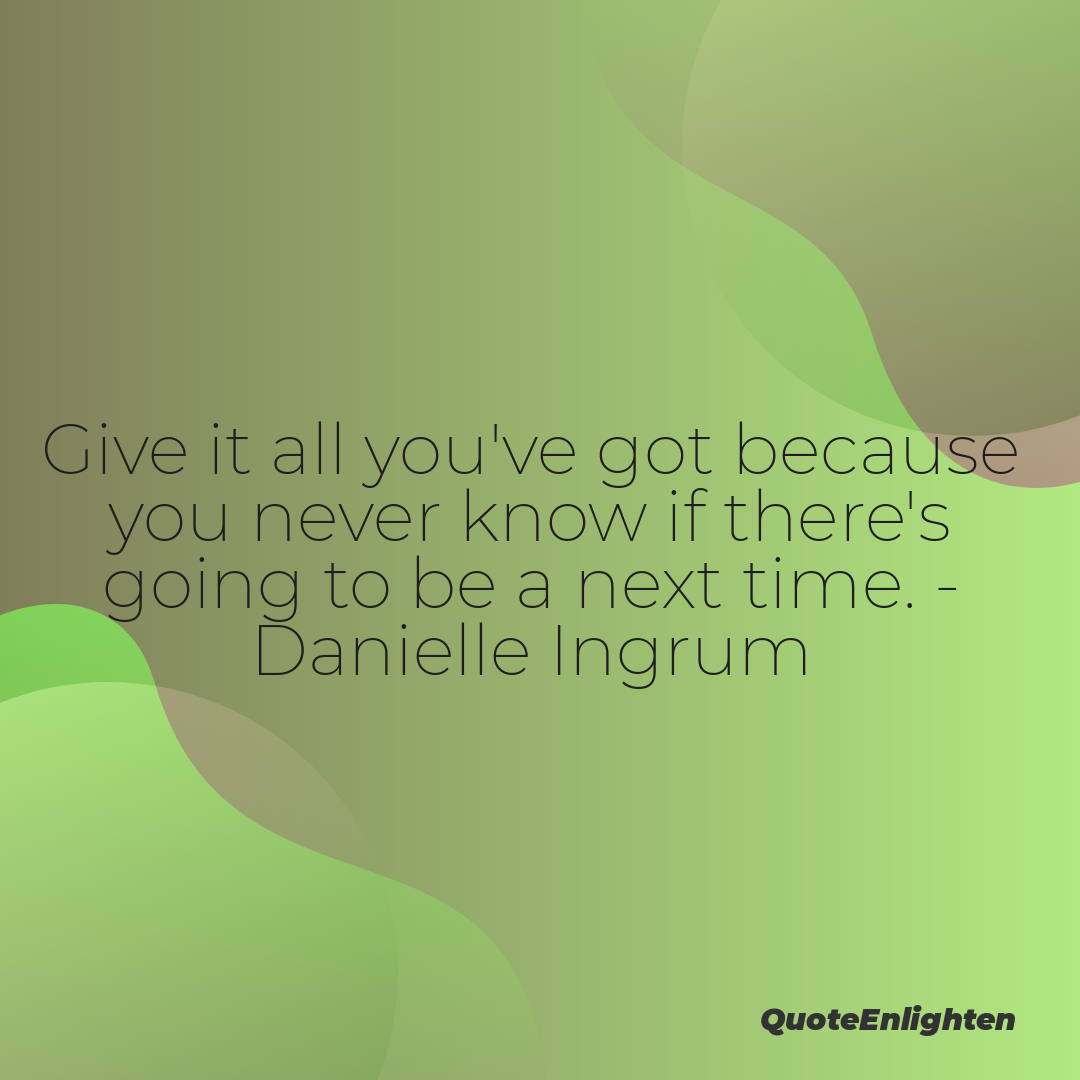 Give it all you've got because
you never know if there's
going to be a next time. -
Danielle Ingrum
QuoteEnlighten